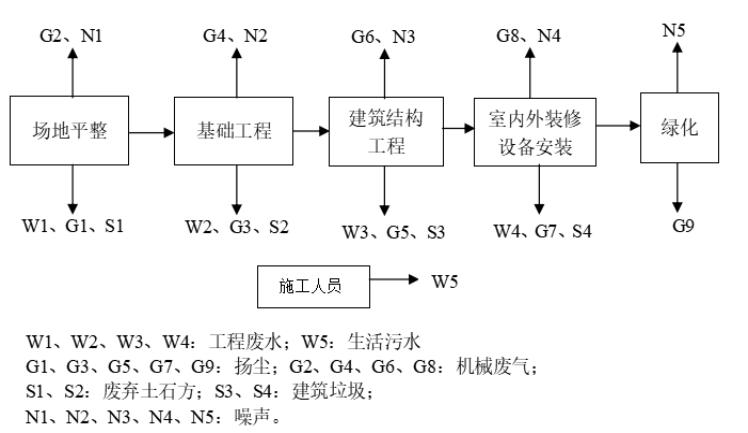 G2、N1
G4、N2
G6、N3
G8、N4
N5
场地平整
基础工程
建筑结构
工程
室内外装修
设备安装
绿化
W1、G1、S1
W2、G3、S2
W3、G5、S3
W4、G7、S4
G9
施工人员
W5
W1、W2、W3、W4：工程废水；W5：生活污水
G1、G3、G5、G7、G9：扬尘；G2、G4、G6、G8：机械废气；
S1、S2：废弃土石方；S3、S4：建筑垃圾；
N1、N2、N3、N4、N5：噪声。